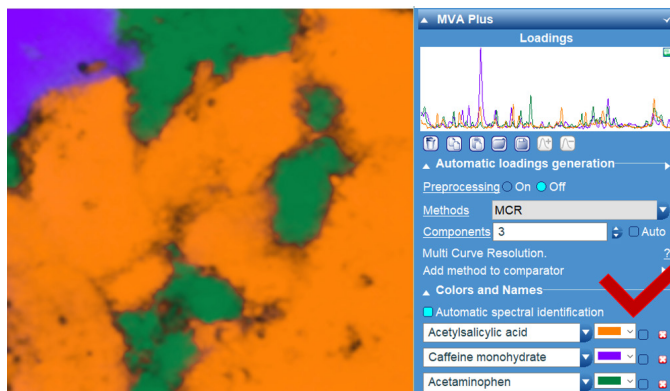 MVA Plus
Loadings
Automatic loadings generation
Preprocessing On Off
Methods MCR
Components 3 Auto
Multi Curve Resolution. ?
Add method to comparator
Colors and Names
Automatic spectral identification
Acetylsalicylic acid
Caffeine monohydrate
Acetaminophen